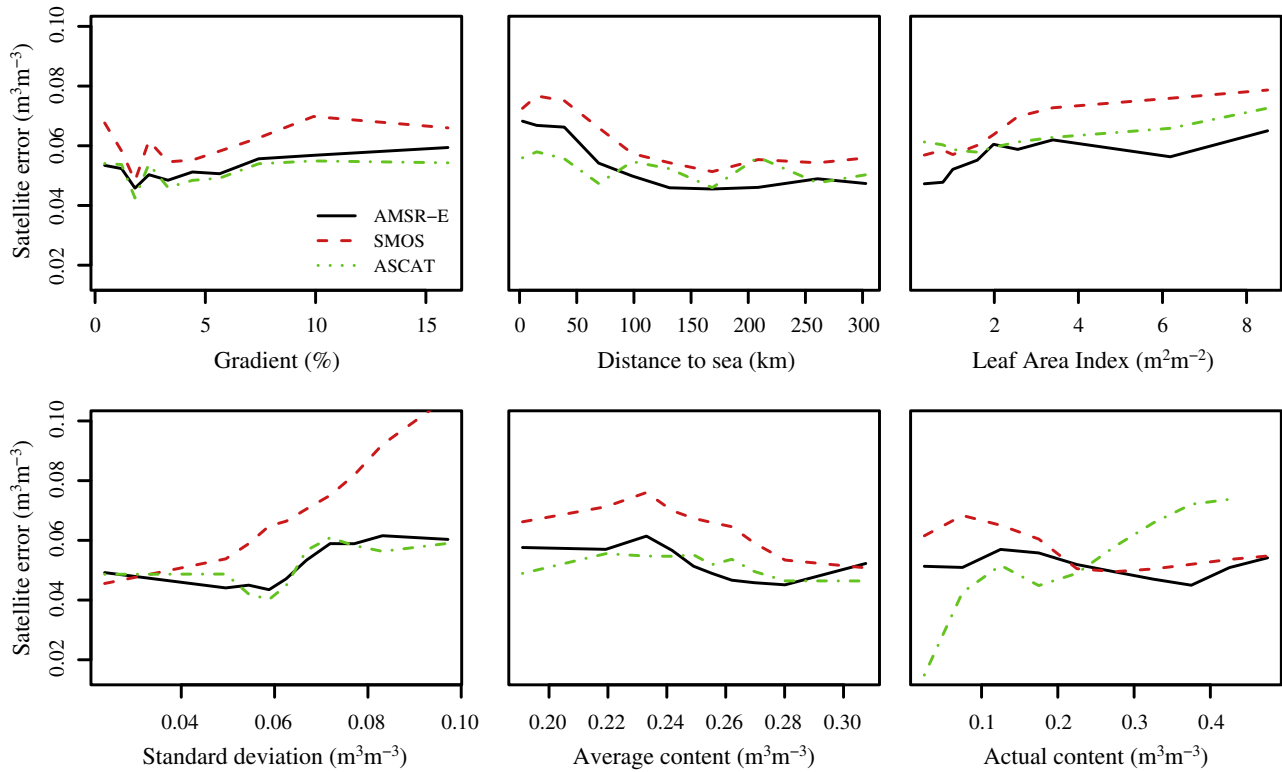 Satellite error (m³m⁻³)
0.02 0.04 0.06 0.08 0.10
AMSR−E
SMOS
ASCAT
0 5 10 15
Gradient (%)
0 50 100 150 200 250 300
Distance to sea (km)
2 4 6 8
Leaf Area Index (m²m⁻²)
Satellite error (m³m⁻³)
0.02 0.04 0.06 0.08 0.10
0.04 0.06 0.08 0.10
Standard deviation (m³m⁻³)
0.20 0.22 0.24 0.26 0.28 0.30
Average content (m³m⁻³)
0.1 0.2 0.3 0.4
Actual content (m³m⁻³)